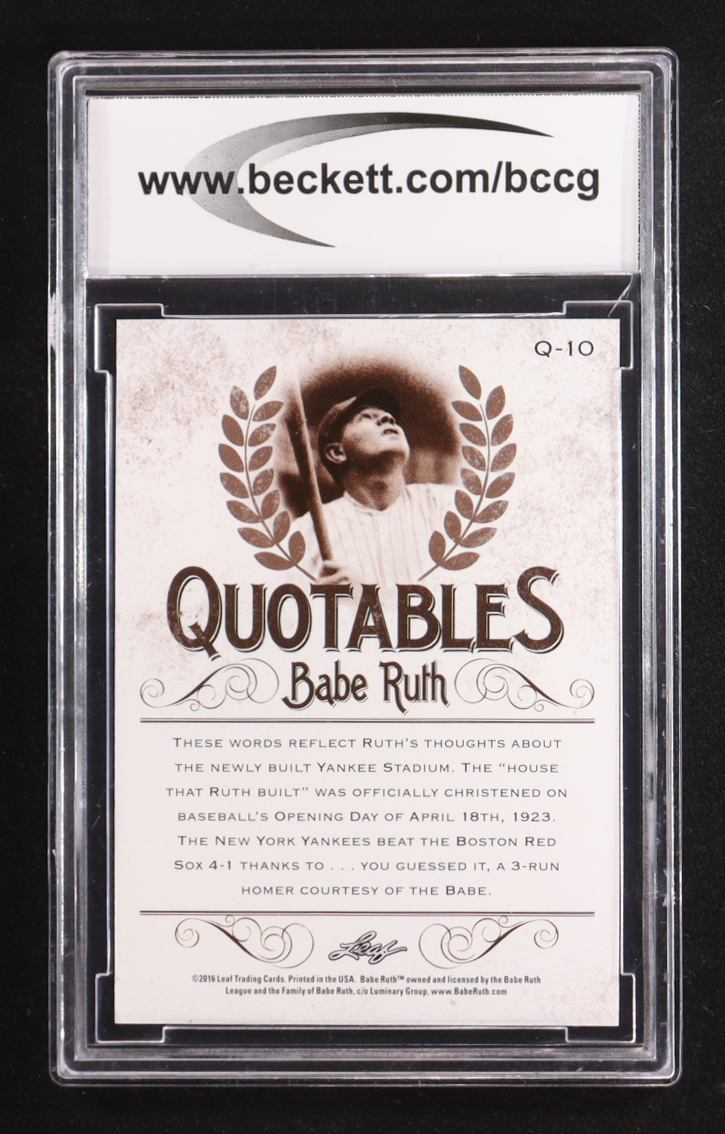 www.beckett.com/bccg
Q-10
QUOTABLES
Babe Ruth
THESE WORDS REFLECT RUTH'S THOUGHTS ABOUT
THE NEWLY BUILT YANKEE STADIUM. THE "HOUSE
THAT RUTH BUILT" WAS OFFICIALLY CHRISTENED ON
BASEBALL'S OPENING DAY OF APRIL 18TH, 1923.
THE NEW YORK YANKEES BEAT THE BOSTON RED
SOX 4-1 THANKS TO . . . YOU GUESSED IT, A 3-RUN
HOMER COURTESY OF THE BABE.
Leaf
©2016 Leaf Trading Cards. Printed in the USA. Babe Ruth™ owned and licensed by the Babe Ruth
League and the Family of Babe Ruth, c/o Luminary Group, www.BabeRuth.com